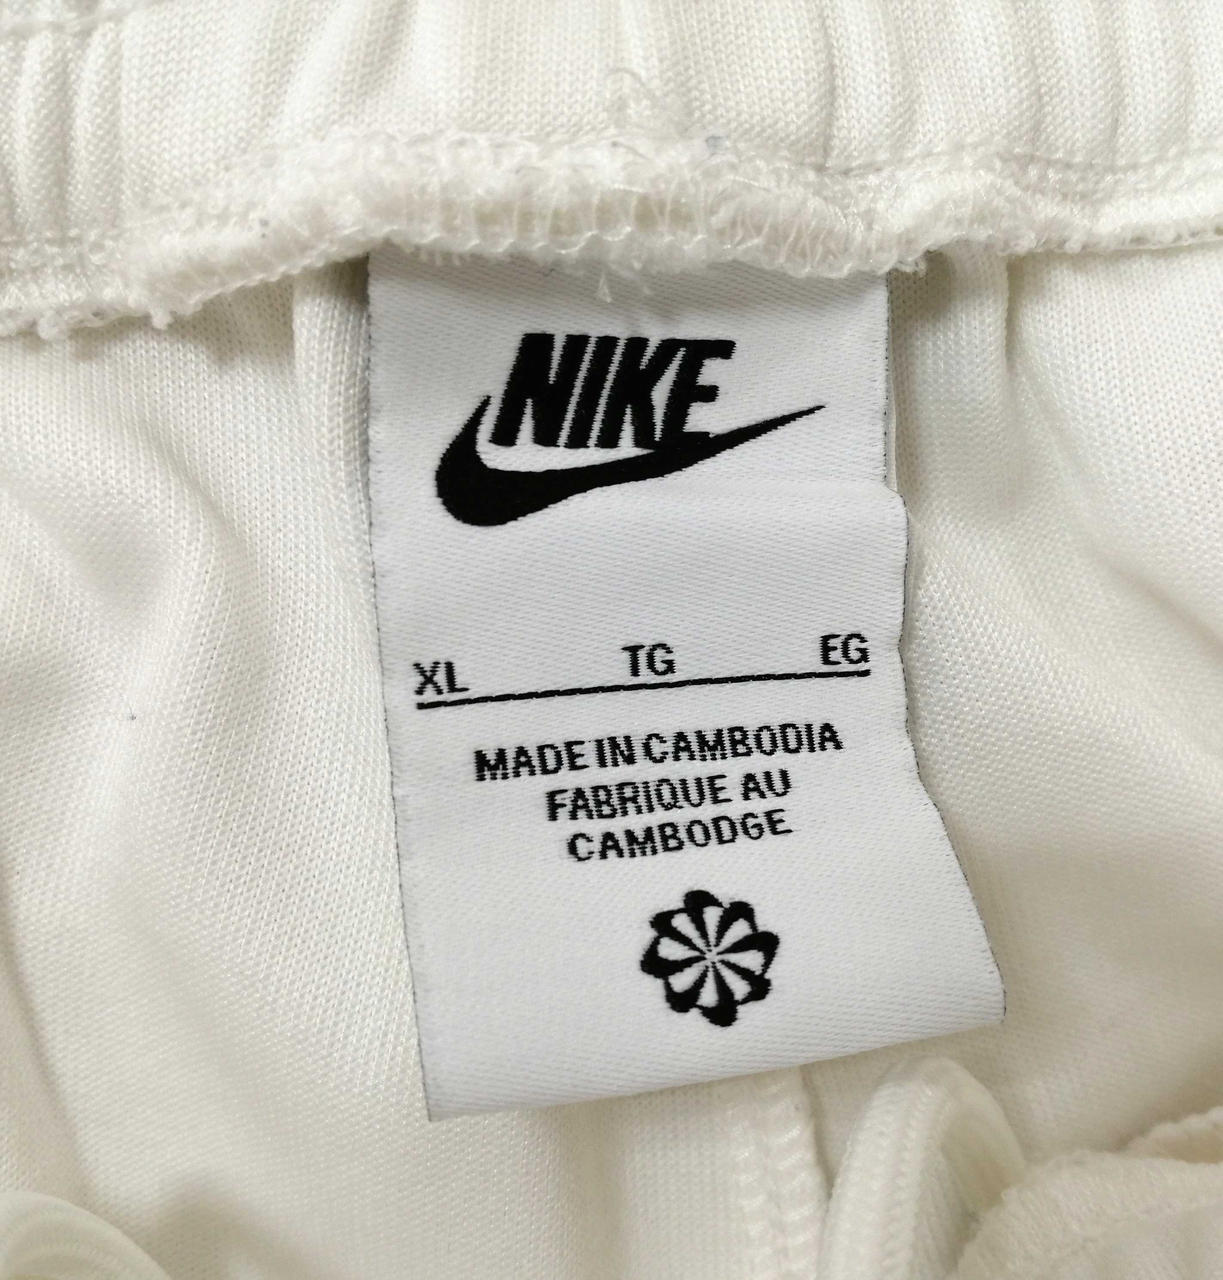 NIKE
XL TG EG
MADE IN CAMBODIA
FABRIQUE AU
CAMBODGE